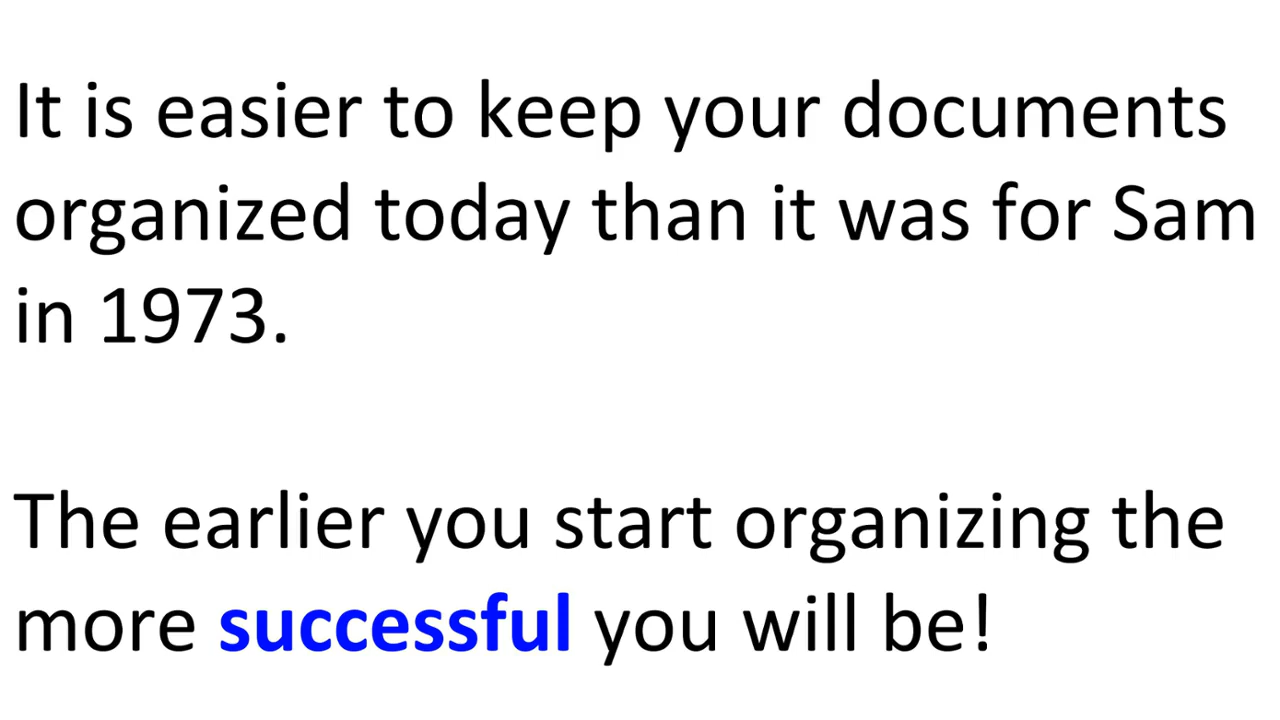 It is easier to keep your documents
organized today than it was for Sam
in 1973.
The earlier you start organizing the
more successful you will be!